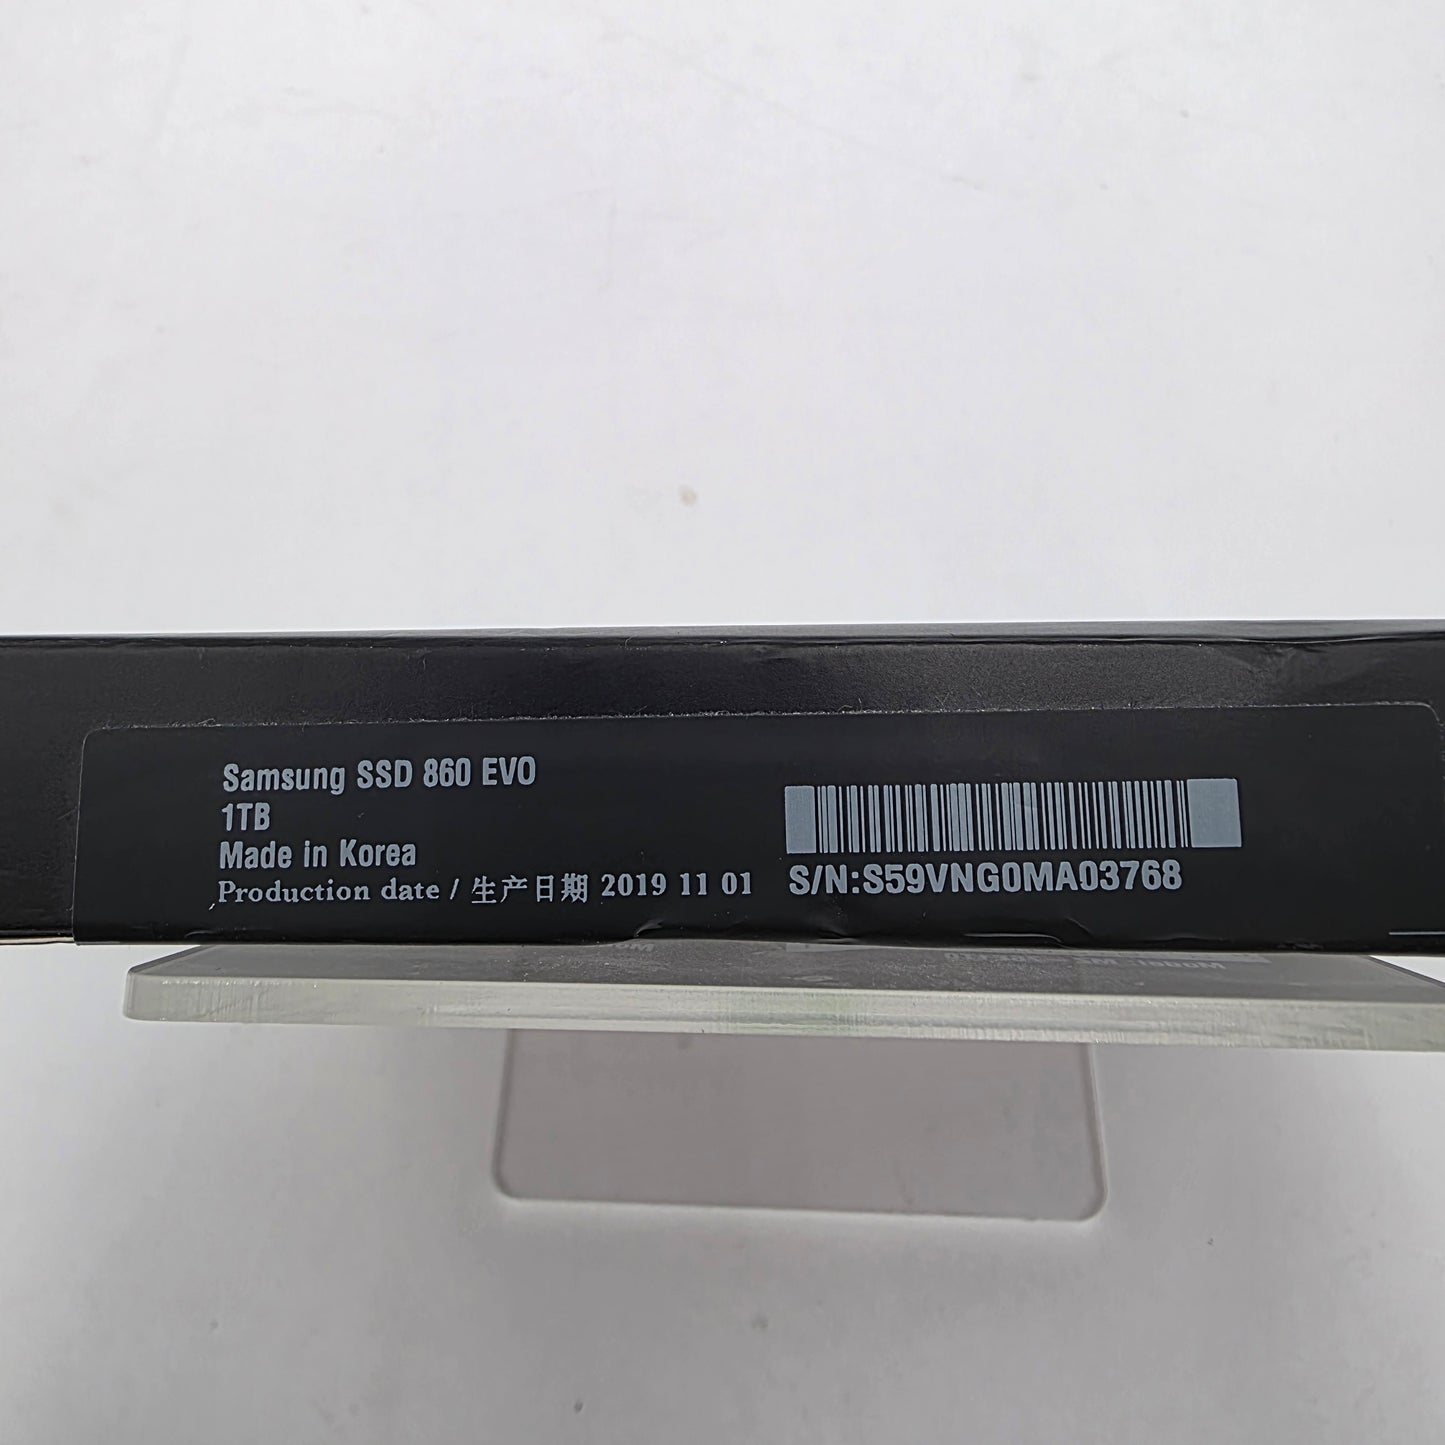 Samsung SSD 860 EVO
1TB
Made in Korea
Production date / 生产日期 2019 11 01
S/N:S59VNG0MA03768